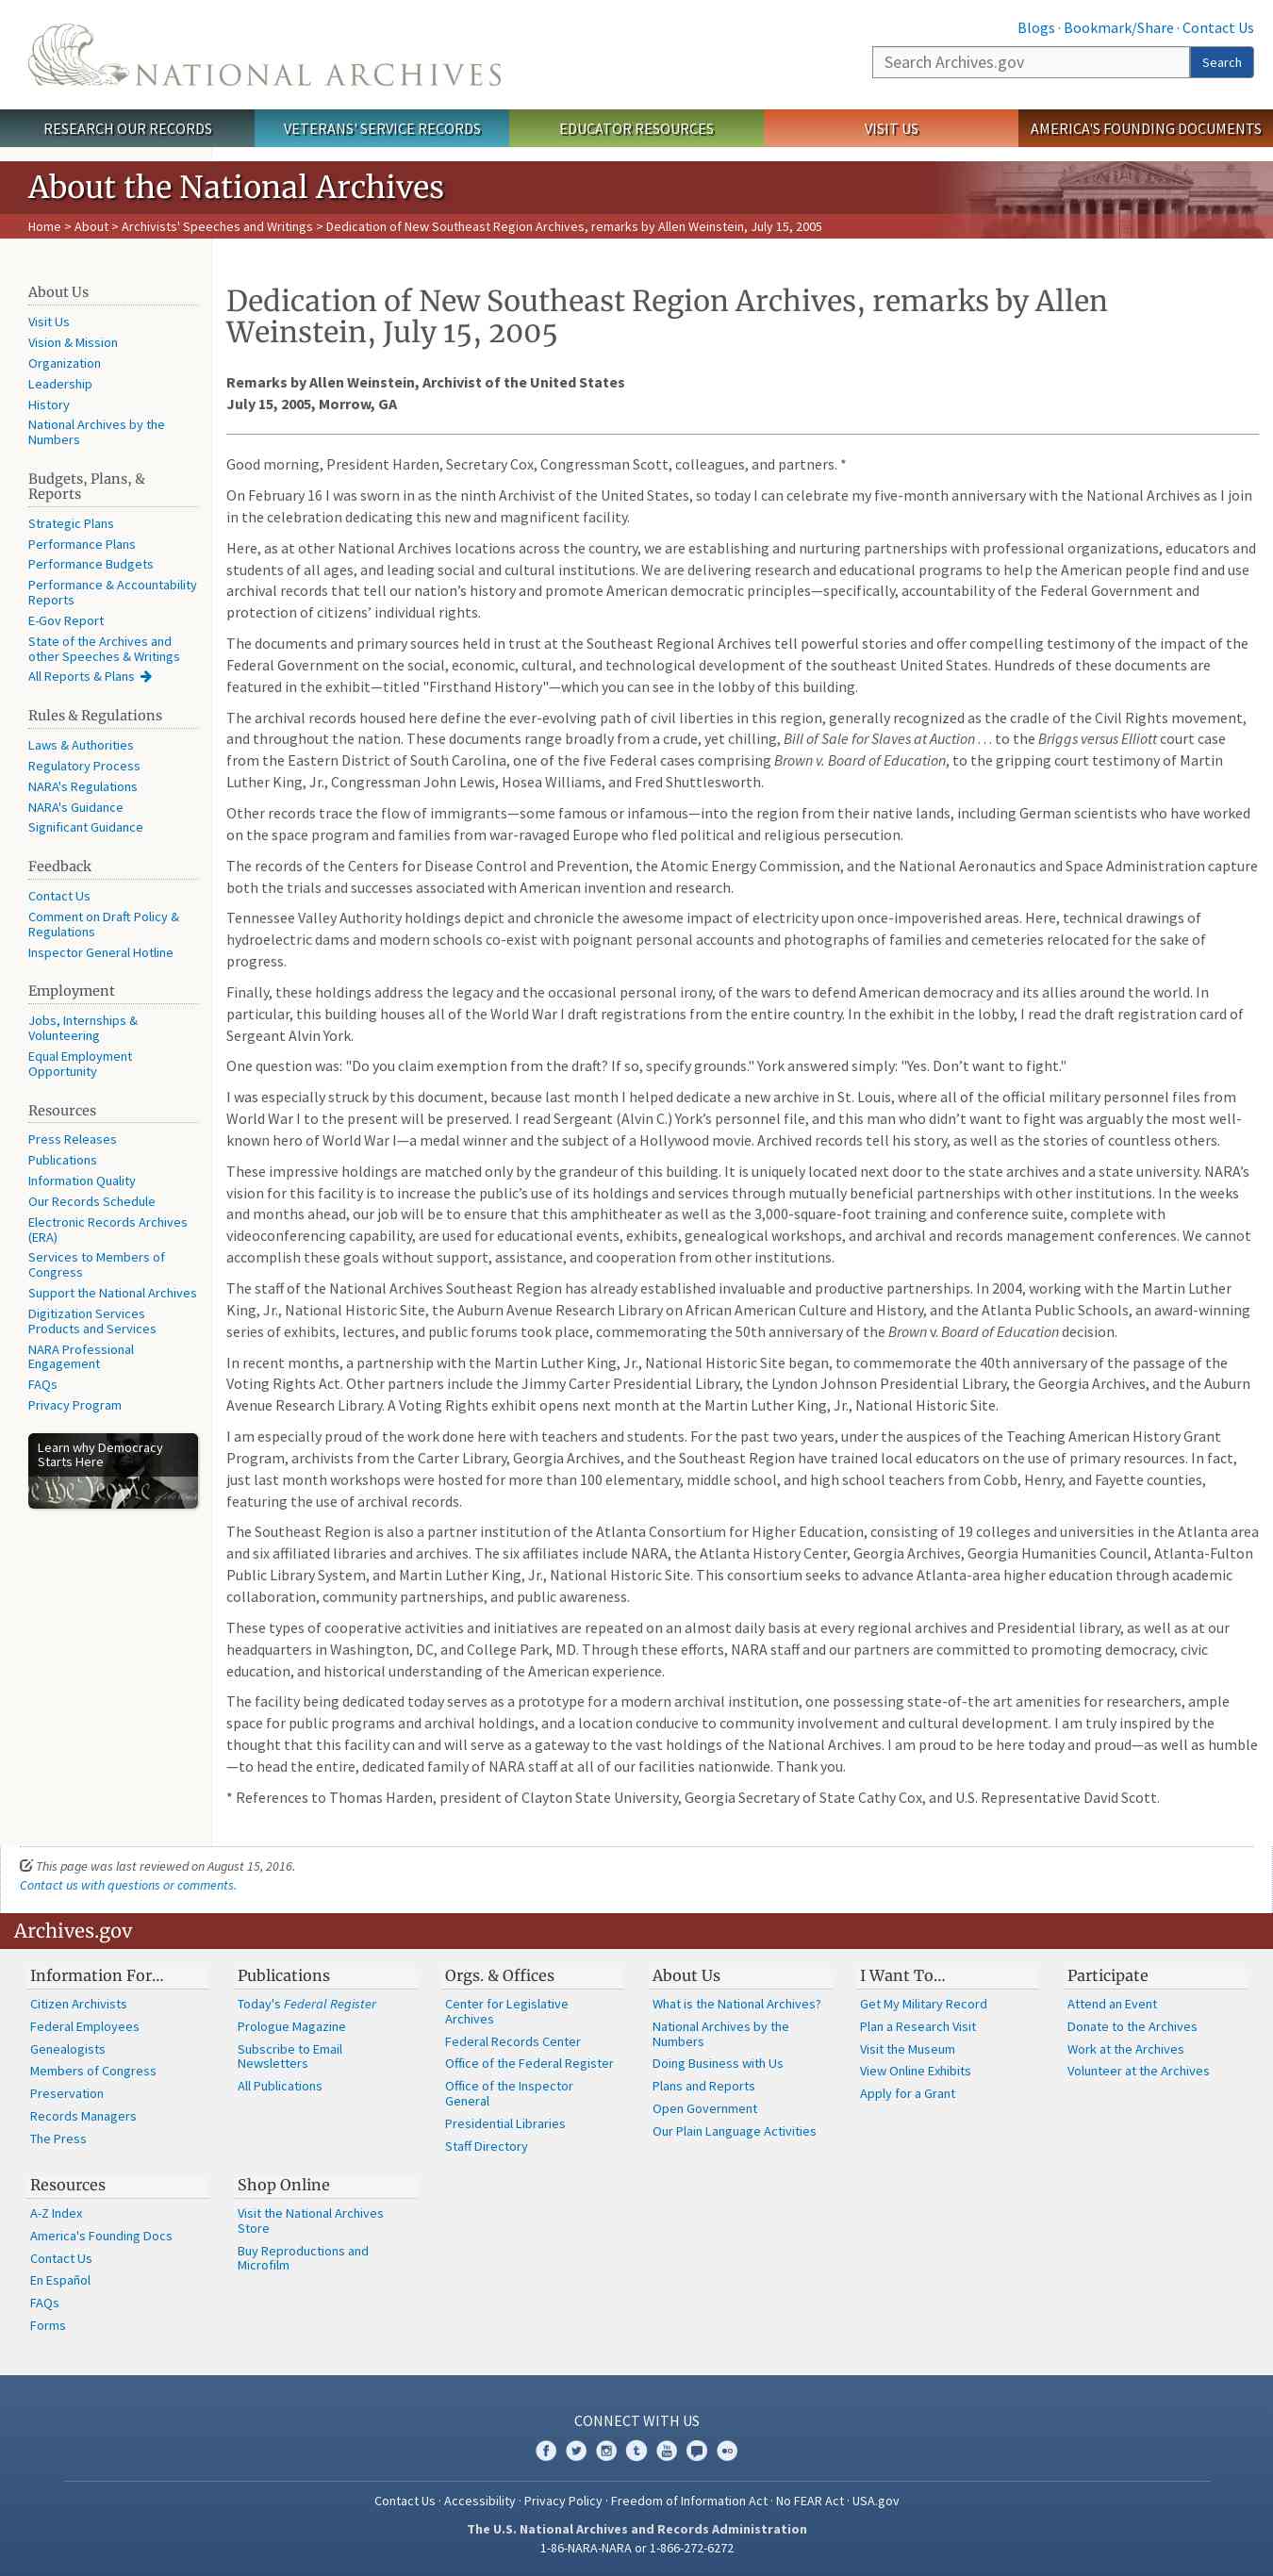 Blogs · Bookmark/Share · Contact Us
NATIONAL ARCHIVES
Search Archives.gov
Search
RESEARCH OUR RECORDS
VETERANS' SERVICE RECORDS
EDUCATOR RESOURCES
VISIT US
AMERICA'S FOUNDING DOCUMENTS
About the National Archives
Home > About > Archivists' Speeches and Writings > Dedication of New Southeast Region Archives, remarks by Allen Weinstein, July 15, 2005
About Us
Visit Us
Vision & Mission
Organization
Leadership
History
National Archives by the
Numbers
Budgets, Plans, &
Reports
Strategic Plans
Performance Plans
Performance Budgets
Performance & Accountability
Reports
E-Gov Report
State of the Archives and
other Speeches & Writings
All Reports & Plans
Rules & Regulations
Laws & Authorities
Regulatory Process
NARA's Regulations
NARA's Guidance
Significant Guidance
Feedback
Contact Us
Comment on Draft Policy &
Regulations
Inspector General Hotline
Employment
Jobs, Internships &
Volunteering
Equal Employment
Opportunity
Resources
Press Releases
Publications
Information Quality
Our Records Schedule
Electronic Records Archives
(ERA)
Services to Members of
Congress
Support the National Archives
Digitization Services
Products and Services
NARA Professional
Engagement
FAQs
Privacy Program
Learn why Democracy
Starts Here
We the People
Dedication of New Southeast Region Archives, remarks by Allen
Weinstein, July 15, 2005
Remarks by Allen Weinstein, Archivist of the United States
July 15, 2005, Morrow, GA
Good morning, President Harden, Secretary Cox, Congressman Scott, colleagues, and partners. *
On February 16 I was sworn in as the ninth Archivist of the United States, so today I can celebrate my five-month anniversary with the National Archives as I join
in the celebration dedicating this new and magnificent facility.
Here, as at other National Archives locations across the country, we are establishing and nurturing partnerships with professional organizations, educators and
students of all ages, and leading social and cultural institutions. We are delivering research and educational programs to help the American people find and use
archival records that tell our nation’s history and promote American democratic principles—specifically, accountability of the Federal Government and
protection of citizens’ individual rights.
The documents and primary sources held in trust at the Southeast Regional Archives tell powerful stories and offer compelling testimony of the impact of the
Federal Government on the social, economic, cultural, and technological development of the southeast United States. Hundreds of these documents are
featured in the exhibit—titled "Firsthand History"—which you can see in the lobby of this building.
The archival records housed here define the ever-evolving path of civil liberties in this region, generally recognized as the cradle of the Civil Rights movement,
and throughout the nation. These documents range broadly from a crude, yet chilling, Bill of Sale for Slaves at Auction . . . to the Briggs versus Elliott court case
from the Eastern District of South Carolina, one of the five Federal cases comprising Brown v. Board of Education, to the gripping court testimony of Martin
Luther King, Jr., Congressman John Lewis, Hosea Williams, and Fred Shuttlesworth.
Other records trace the flow of immigrants—some famous or infamous—into the region from their native lands, including German scientists who have worked
on the space program and families from war-ravaged Europe who fled political and religious persecution.
The records of the Centers for Disease Control and Prevention, the Atomic Energy Commission, and the National Aeronautics and Space Administration capture
both the trials and successes associated with American invention and research.
Tennessee Valley Authority holdings depict and chronicle the awesome impact of electricity upon once-impoverished areas. Here, technical drawings of
hydroelectric dams and modern schools co-exist with poignant personal accounts and photographs of families and cemeteries relocated for the sake of
progress.
Finally, these holdings address the legacy and the occasional personal irony, of the wars to defend American democracy and its allies around the world. In
particular, this building houses all of the World War I draft registrations from the entire country. In the exhibit in the lobby, I read the draft registration card of
Sergeant Alvin York.
One question was: "Do you claim exemption from the draft? If so, specify grounds." York answered simply: "Yes. Don’t want to fight."
I was especially struck by this document, because last month I helped dedicate a new archive in St. Louis, where all of the official military personnel files from
World War I to the present will be preserved. I read Sergeant (Alvin C.) York’s personnel file, and this man who didn’t want to fight was arguably the most well-
known hero of World War I—a medal winner and the subject of a Hollywood movie. Archived records tell his story, as well as the stories of countless others.
These impressive holdings are matched only by the grandeur of this building. It is uniquely located next door to the state archives and a state university. NARA’s
vision for this facility is to increase the public’s use of its holdings and services through mutually beneficial partnerships with other institutions. In the weeks
and months ahead, our job will be to ensure that this amphitheater as well as the 3,000-square-foot training and conference suite, complete with
videoconferencing capability, are used for educational events, exhibits, genealogical workshops, and archival and records management conferences. We cannot
accomplish these goals without support, assistance, and cooperation from other institutions.
The staff of the National Archives Southeast Region has already established invaluable and productive partnerships. In 2004, working with the Martin Luther
King, Jr., National Historic Site, the Auburn Avenue Research Library on African American Culture and History, and the Atlanta Public Schools, an award-winning
series of exhibits, lectures, and public forums took place, commemorating the 50th anniversary of the Brown v. Board of Education decision.
In recent months, a partnership with the Martin Luther King, Jr., National Historic Site began, to commemorate the 40th anniversary of the passage of the
Voting Rights Act. Other partners include the Jimmy Carter Presidential Library, the Lyndon Johnson Presidential Library, the Georgia Archives, and the Auburn
Avenue Research Library. A Voting Rights exhibit opens next month at the Martin Luther King, Jr., National Historic Site.
I am especially proud of the work done here with teachers and students. For the past two years, under the auspices of the Teaching American History Grant
Program, archivists from the Carter Library, Georgia Archives, and the Southeast Region have trained local educators on the use of primary resources. In fact,
just last month workshops were hosted for more than 100 elementary, middle school, and high school teachers from Cobb, Henry, and Fayette counties,
featuring the use of archival records.
The Southeast Region is also a partner institution of the Atlanta Consortium for Higher Education, consisting of 19 colleges and universities in the Atlanta area
and six affiliated libraries and archives. The six affiliates include NARA, the Atlanta History Center, Georgia Archives, Georgia Humanities Council, Atlanta-Fulton
Public Library System, and Martin Luther King, Jr., National Historic Site. This consortium seeks to advance Atlanta-area higher education through academic
collaboration, community partnerships, and public awareness.
These types of cooperative activities and initiatives are repeated on an almost daily basis at every regional archives and Presidential library, as well as at our
headquarters in Washington, DC, and College Park, MD. Through these efforts, NARA staff and our partners are committed to promoting democracy, civic
education, and historical understanding of the American experience.
The facility being dedicated today serves as a prototype for a modern archival institution, one possessing state-of-the art amenities for researchers, ample
space for public programs and archival holdings, and a location conducive to community involvement and cultural development. I am truly inspired by the
thought that this facility can and will serve as a gateway to the vast holdings of the National Archives. I am proud to be here today and proud—as well as humble
—to head the entire, dedicated family of NARA staff at all of our facilities nationwide. Thank you.
* References to Thomas Harden, president of Clayton State University, Georgia Secretary of State Cathy Cox, and U.S. Representative David Scott.
This page was last reviewed on August 15, 2016.
Contact us with questions or comments.
Archives.gov
Information For…
Citizen Archivists
Federal Employees
Genealogists
Members of Congress
Preservation
Records Managers
The Press
Publications
Today's Federal Register
Prologue Magazine
Subscribe to Email
Newsletters
All Publications
Orgs. & Offices
Center for Legislative
Archives
Federal Records Center
Office of the Federal Register
Office of the Inspector
General
Presidential Libraries
Staff Directory
About Us
What is the National Archives?
National Archives by the
Numbers
Doing Business with Us
Plans and Reports
Open Government
Our Plain Language Activities
I Want To…
Get My Military Record
Plan a Research Visit
Visit the Museum
View Online Exhibits
Apply for a Grant
Participate
Attend an Event
Donate to the Archives
Work at the Archives
Volunteer at the Archives
Resources
A-Z Index
America's Founding Docs
Contact Us
En Español
FAQs
Forms
Shop Online
Visit the National Archives
Store
Buy Reproductions and
Microfilm
CONNECT WITH US
Contact Us · Accessibility · Privacy Policy · Freedom of Information Act · No FEAR Act · USA.gov
The U.S. National Archives and Records Administration
1-86-NARA-NARA or 1-866-272-6272